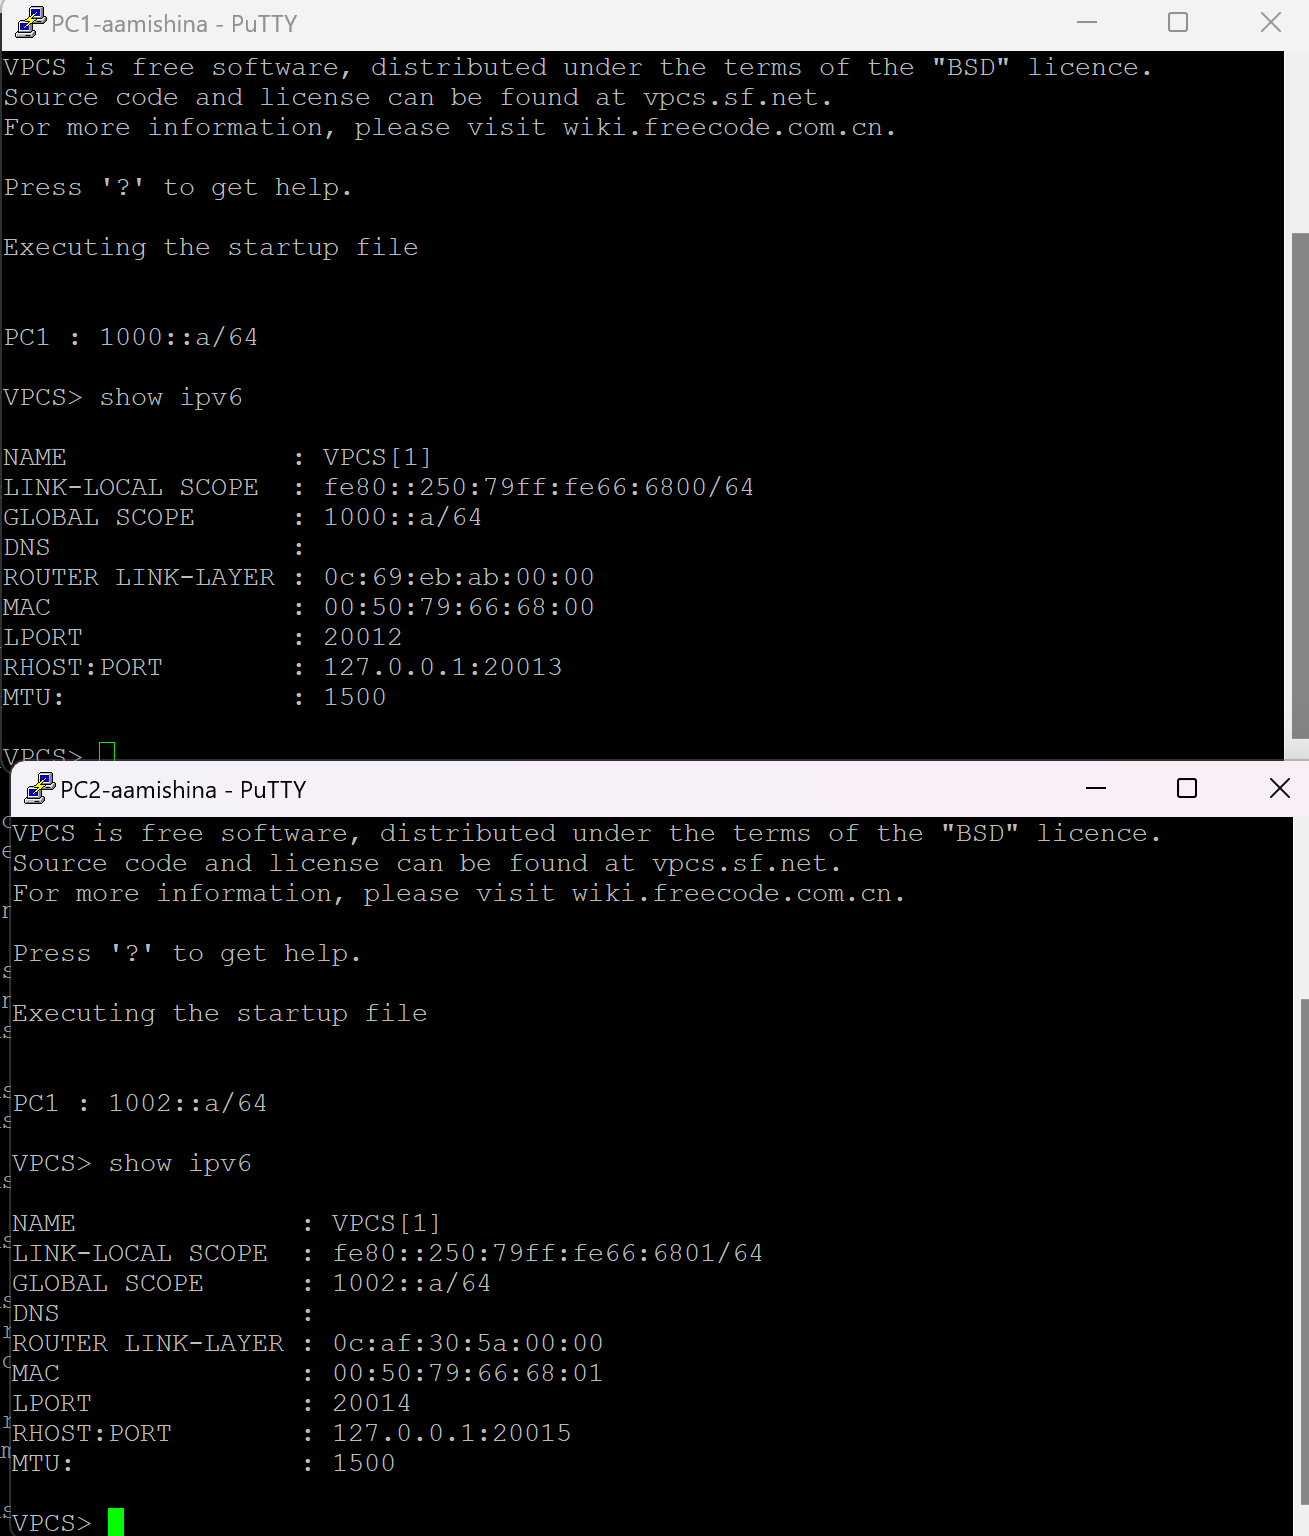 PC1-aamishina - PuTTY
VPCS is free software, distributed under the terms of the "BSD" licence.
Source code and license can be found at vpcs.sf.net.
For more information, please visit wiki.freecode.com.cn.
Press '?' to get help.
Executing the startup file
PC1 : 1000::a/64
VPCS> show ipv6
NAME : VPCS[1]
LINK-LOCAL SCOPE : fe80::250:79ff:fe66:6800/64
GLOBAL SCOPE : 1000::a/64
DNS :
ROUTER LINK-LAYER : 0c:69:eb:ab:00:00
MAC : 00:50:79:66:68:00
LPORT : 20012
RHOST:PORT : 127.0.0.1:20013
MTU: : 1500
VPCS>
PC2-aamishina - PuTTY
VPCS is free software, distributed under the terms of the "BSD" licence.
Source code and license can be found at vpcs.sf.net.
For more information, please visit wiki.freecode.com.cn.
Press '?' to get help.
Executing the startup file
PC1 : 1002::a/64
VPCS> show ipv6
NAME : VPCS[1]
LINK-LOCAL SCOPE : fe80::250:79ff:fe66:6801/64
GLOBAL SCOPE : 1002::a/64
DNS :
ROUTER LINK-LAYER : 0c:af:30:5a:00:00
MAC : 00:50:79:66:68:01
LPORT : 20014
RHOST:PORT : 127.0.0.1:20015
MTU: : 1500
VPCS>